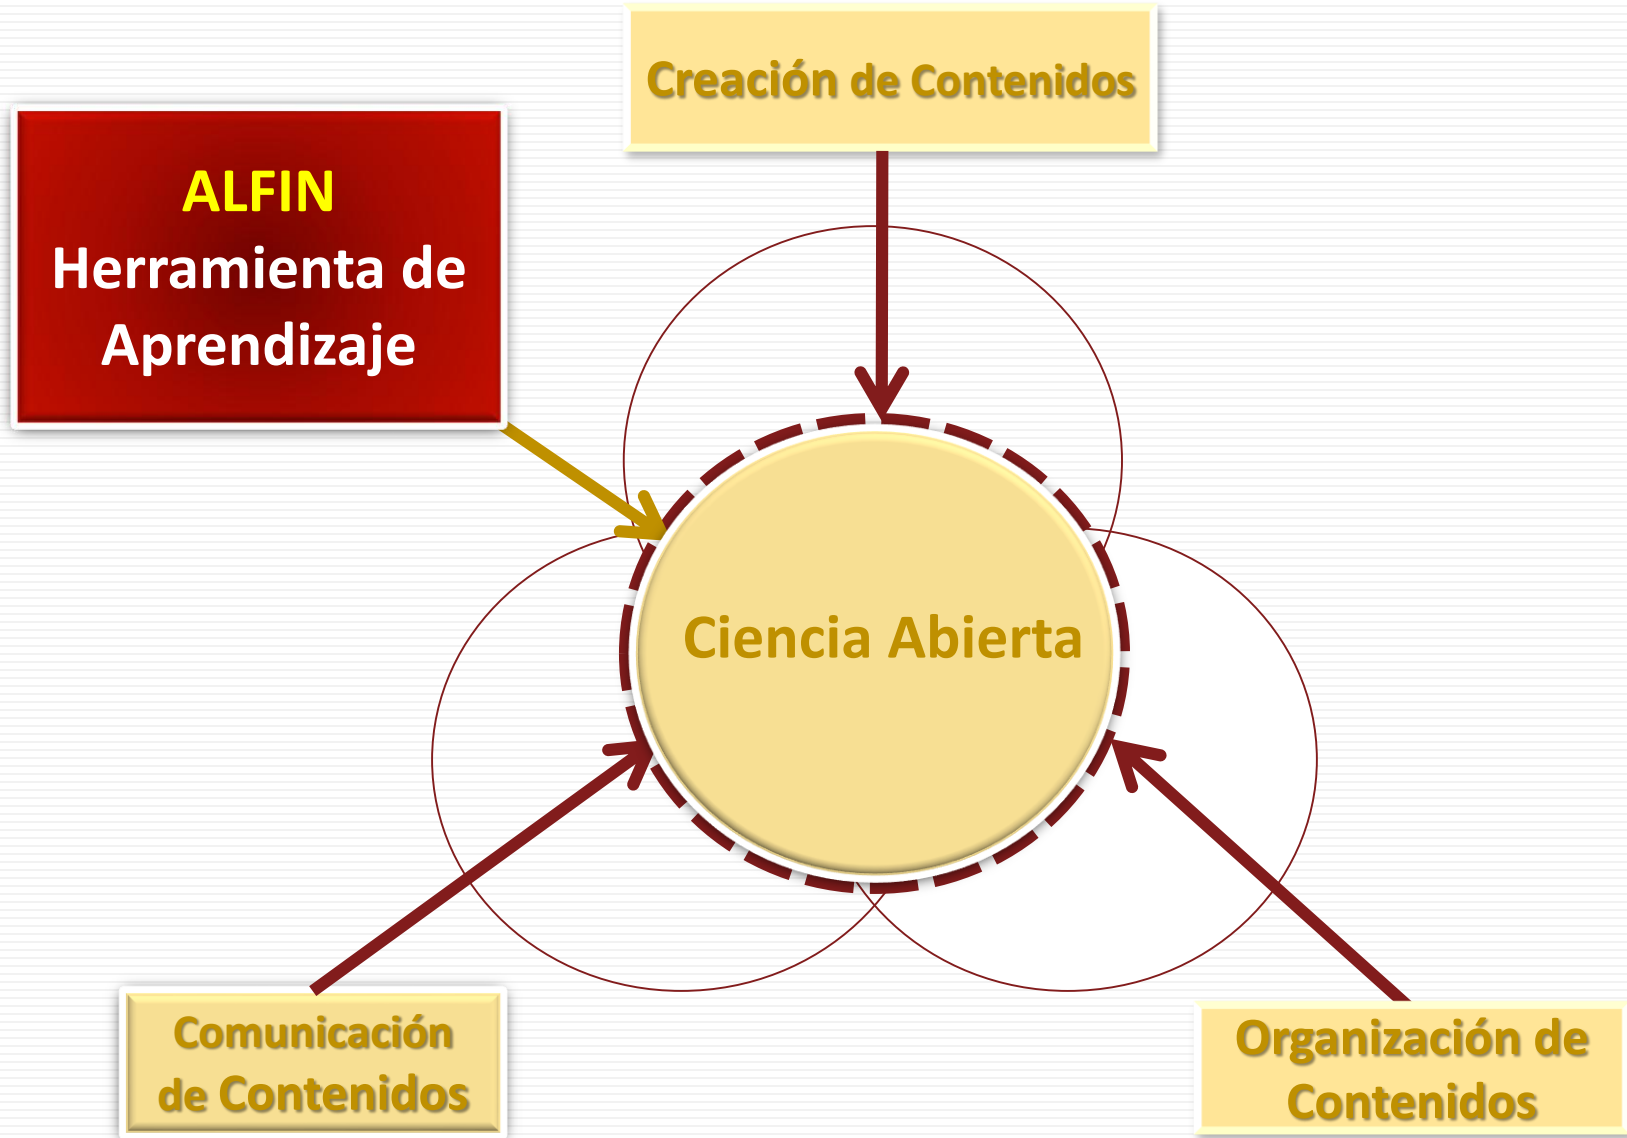 Creación de Contenidos
ALFIN
Herramienta de
Aprendizaje
Ciencia Abierta
Comunicación
de Contenidos
Organización de
Contenidos